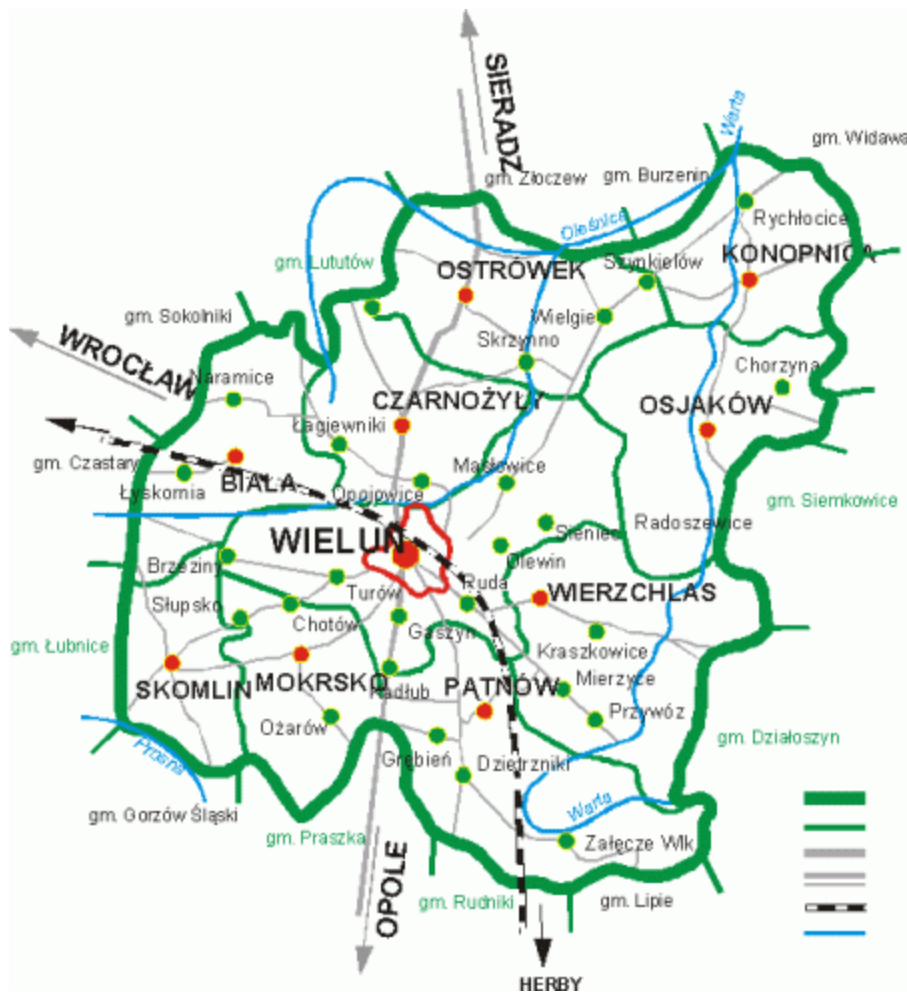 SIERADZ
Warta
gm. Widawa
gm. Złoczew
gm. Burzenin
Rychłocice
Oleśnica
KONOPNICA
gm. Lututów
OSTRÓWEK
Szynkielów
gm. Sokolniki
Wielgie
WROCŁAW
Skrzynno
Chorzyna
Naramice
CZARNOŻYŁY
OSJAKÓW
Łagiewniki
gm. Czastary
BIAŁA
Masłowice
Łyskornia
Opojowice
gm. Siemkowice
Radoszewice
WIELUŃ
Sieniec
Olewin
Brzeziny
Turów
Ruda
WIERZCHLAS
Słupsko
Chotów
Gaszyn
gm. Łubnice
Kraszkowice
SKOMLIN
MOKRSKO
Kadłub
PATNÓW
Mierzyce
Ożarów
Przywóz
Prosna
Grębień
Dzietrzniki
gm. Działoszyn
Warta
gm. Gorzów Śląski
gm. Praszka
Załęcze Wlk.
OPOLE
gm. Rudniki
gm. Lipie
HERBY